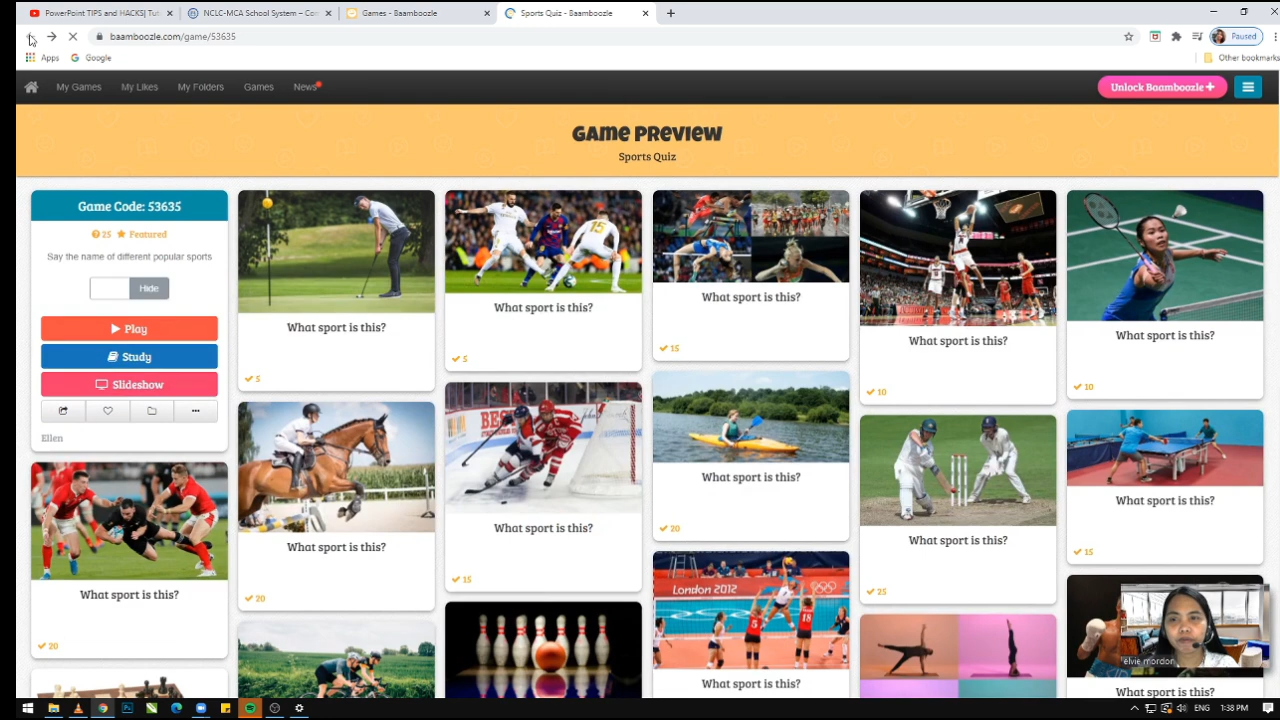 PowerPoint TIPS and HACKS| Tut
NCLC-MCA School System – Co
Games - Baamboozle
Sports Quiz - Baamboozle
baamboozle.com/game/53635
Paused
Apps
Google
Other bookmarks
My Games
My Likes
My Folders
Games
News
Unlock Baamboozle +
Game Preview
Sports Quiz
Game Code: 53635
25 Featured
Say the name of different popular sports
Hide
Play
Study
Slideshow
Ellen
What sport is this?
5
What sport is this?
5
15
What sport is this?
15
What sport is this?
10
What sport is this?
10
What sport is this?
20
What sport is this?
20
What sport is this?
15
What sport is this?
20
London 2012
5
18
What sport is this?
What sport is this?
25
What sport is this?
15
What sport is this?
elvie mordor
ENG
1:38 PM